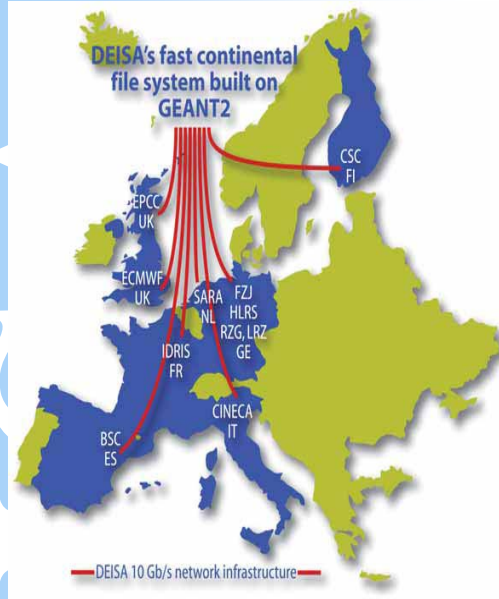 DEISA's fast continental
file system built on
GEANT2
CSC
FI
EPCC
UK
ECMWF
UK
SARA
NL
FZJ
HLRS
RZG, LRZ
GE
IDRIS
FR
CINECA
IT
BSC
ES
DEISA 10 Gb/s network infrastructure